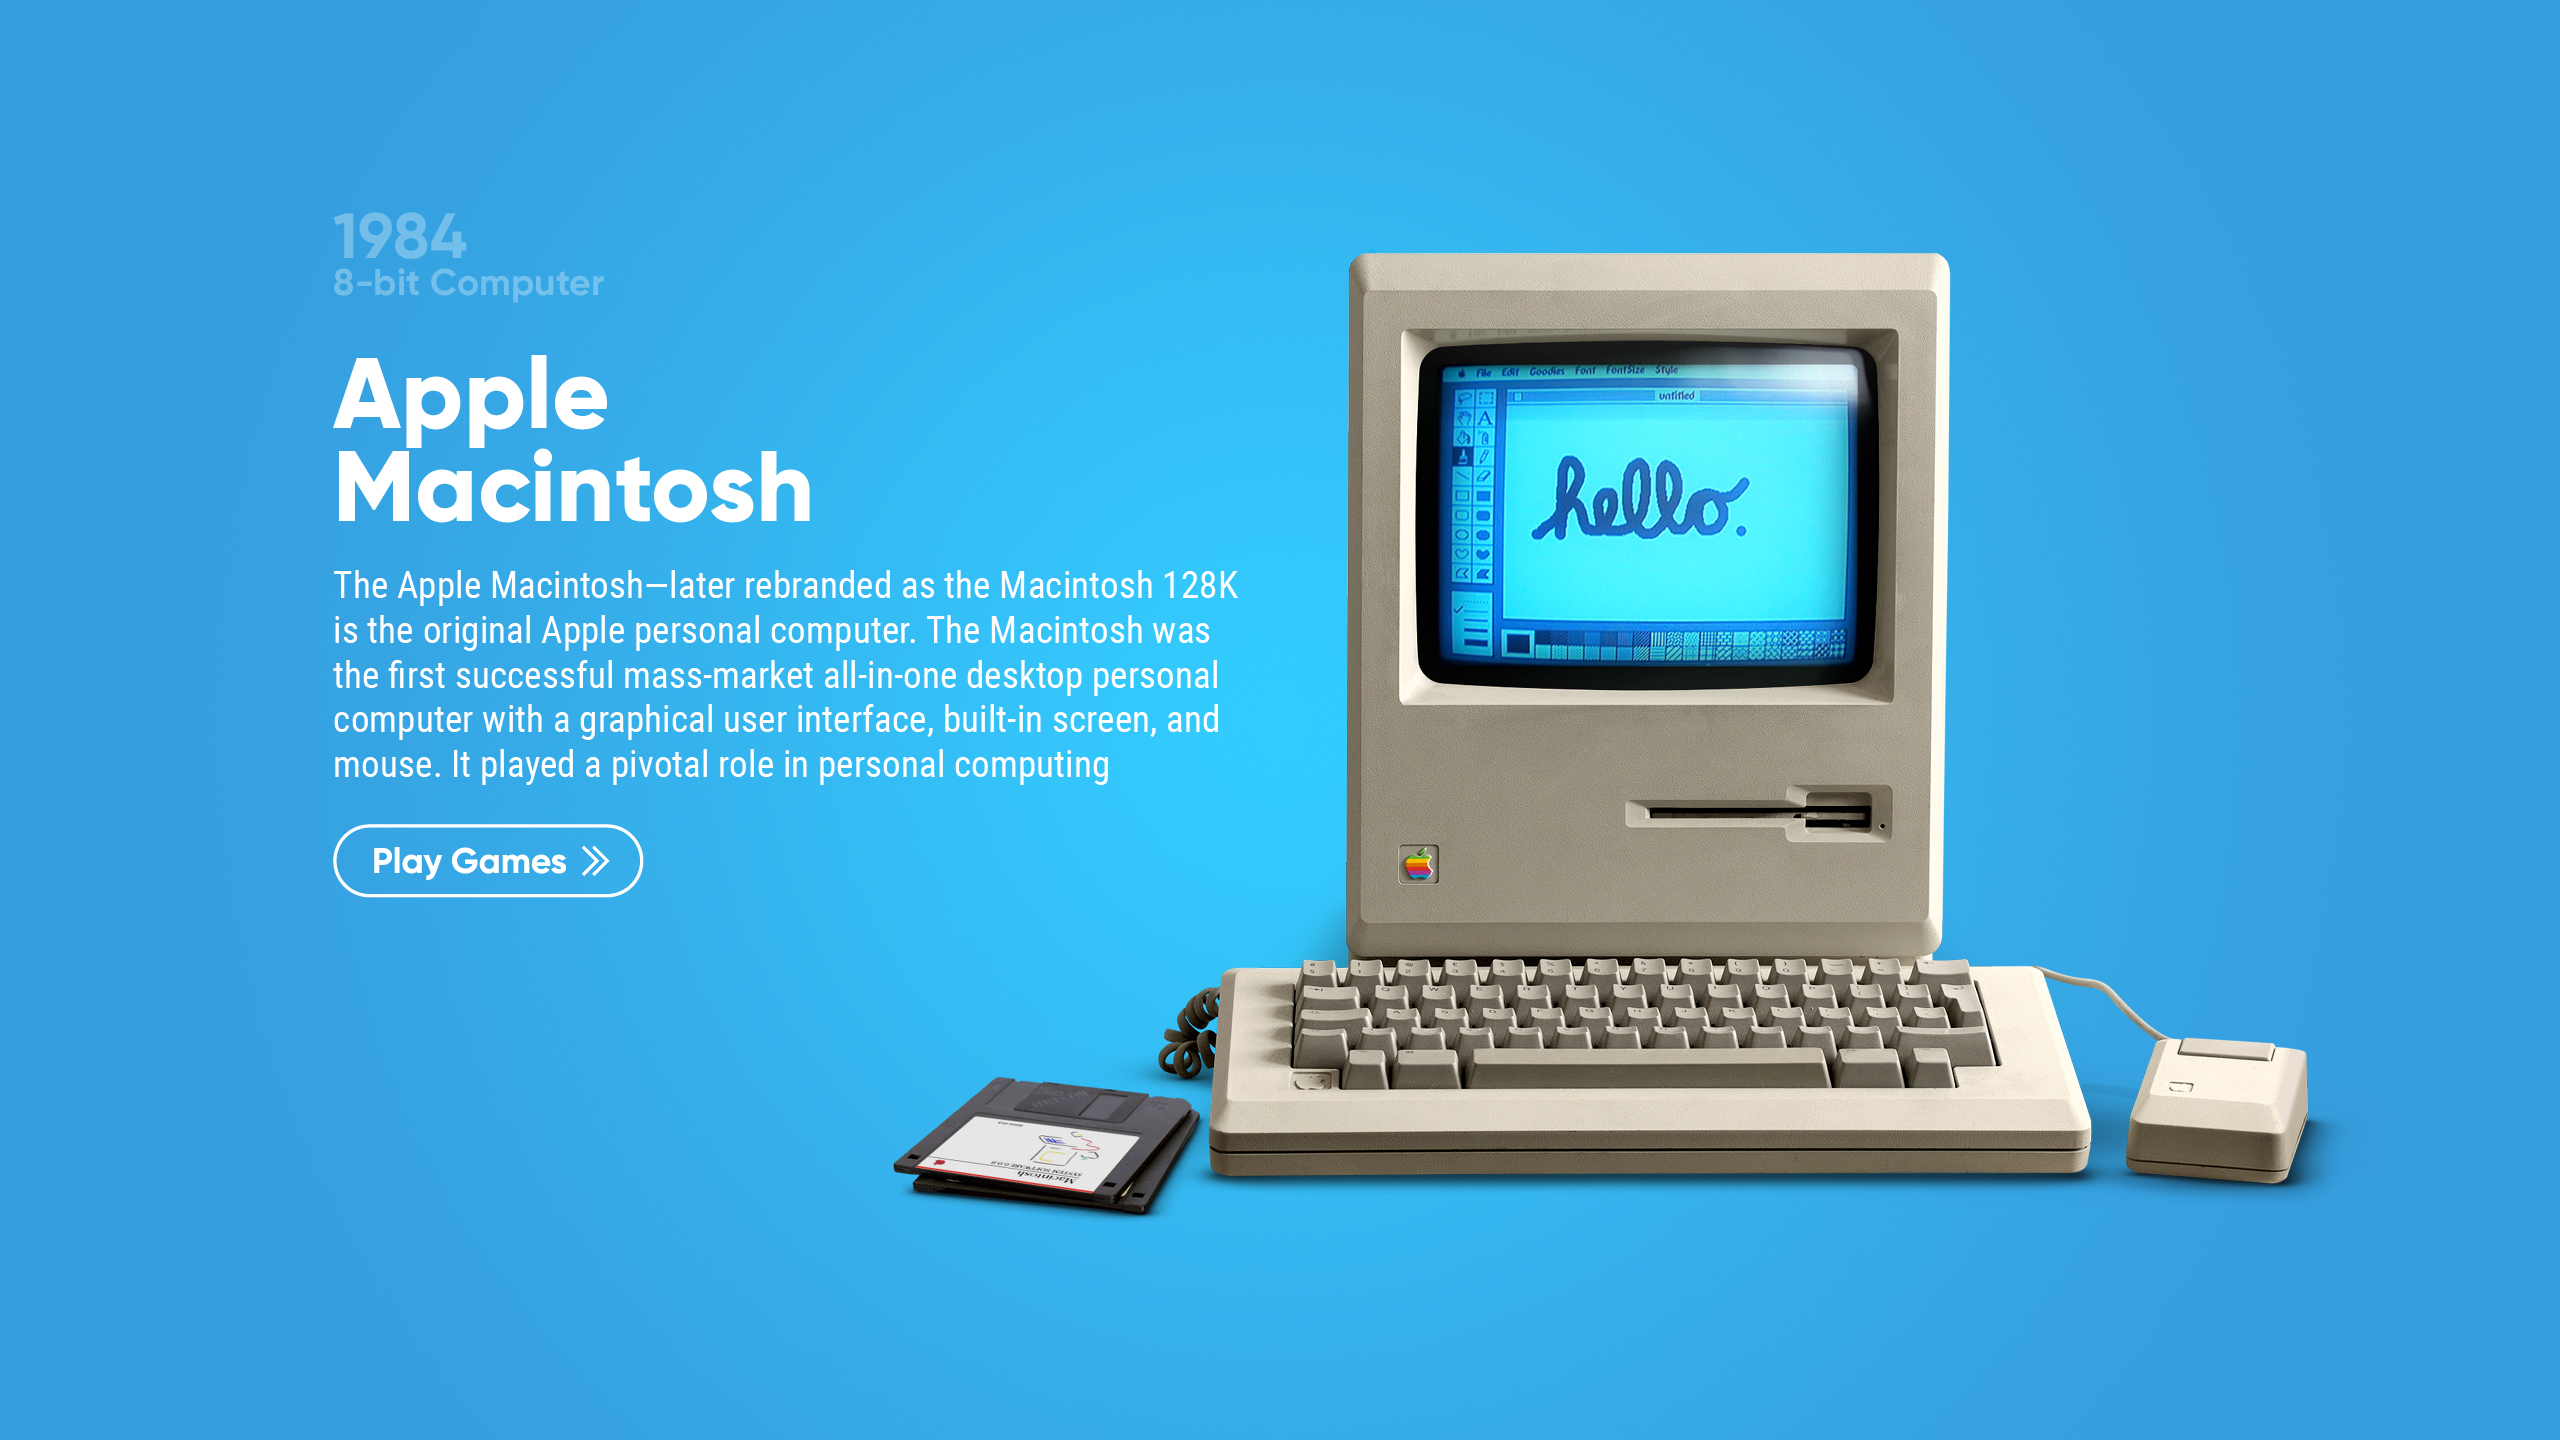 1984
8-bit Computer
Apple
Macintosh
The Apple Macintosh—later rebranded as the Macintosh 128K
is the original Apple personal computer. The Macintosh was
the first successful mass-market all-in-one desktop personal
computer with a graphical user interface, built-in screen, and
mouse. It played a pivotal role in personal computing
Play Games
File Edit Goodies Font FontSize Style
untitled
A
hello.
Macintosh
SYSTEM SOFTWARE